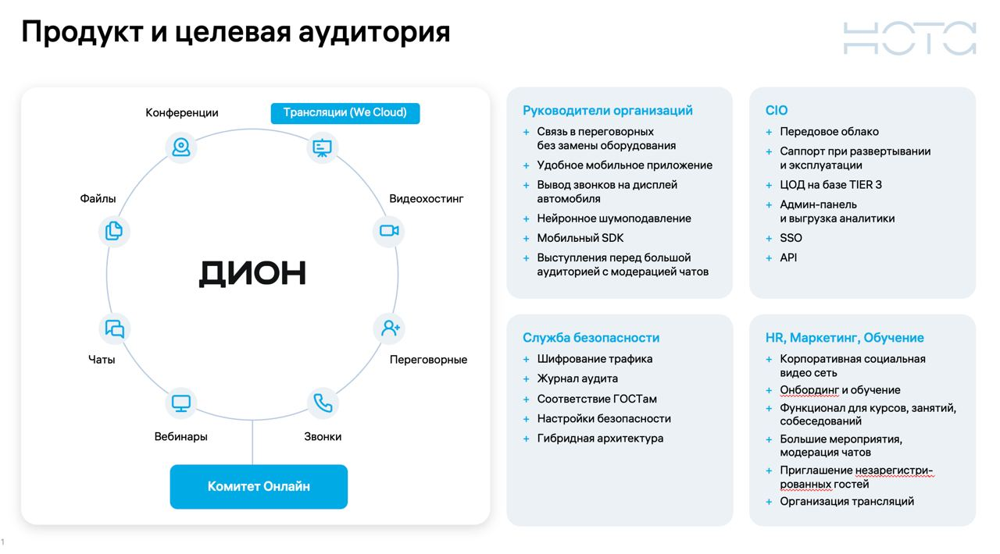 Продукт и целевая аудитория
НОТА
Конференции
Трансляции (We Cloud)
Файлы
Видеохостинг
ДИОН
Чаты
Переговорные
Вебинары
Звонки
Комитет Онлайн
Руководители организаций
+ Связь в переговорных
без замены оборудования
+ Удобное мобильное приложение
+ Вывод звонков на дисплей
автомобиля
+ Нейронное шумоподавление
+ Мобильный SDK
+ Выступления перед большой
аудиторией с модерацией чатов
CIO
+ Передовое облако
+ Саппорт при развертывании
и эксплуатации
+ ЦОД на базе TIER 3
+ Админ-панель
и выгрузка аналитики
+ SSO
+ API
Служба безопасности
+ Шифрование трафика
+ Журнал аудита
+ Соответствие ГОСТам
+ Настройки безопасности
+ Гибридная архитектура
HR, Маркетинг, Обучение
+ Корпоративная социальная
видео сеть
+ Онбординг и обучение
+ Функционал для курсов, занятий,
собеседований
+ Большие мероприятия,
модерация чатов
+ Приглашение незарегистри-
рованных гостей
+ Организация трансляций
1